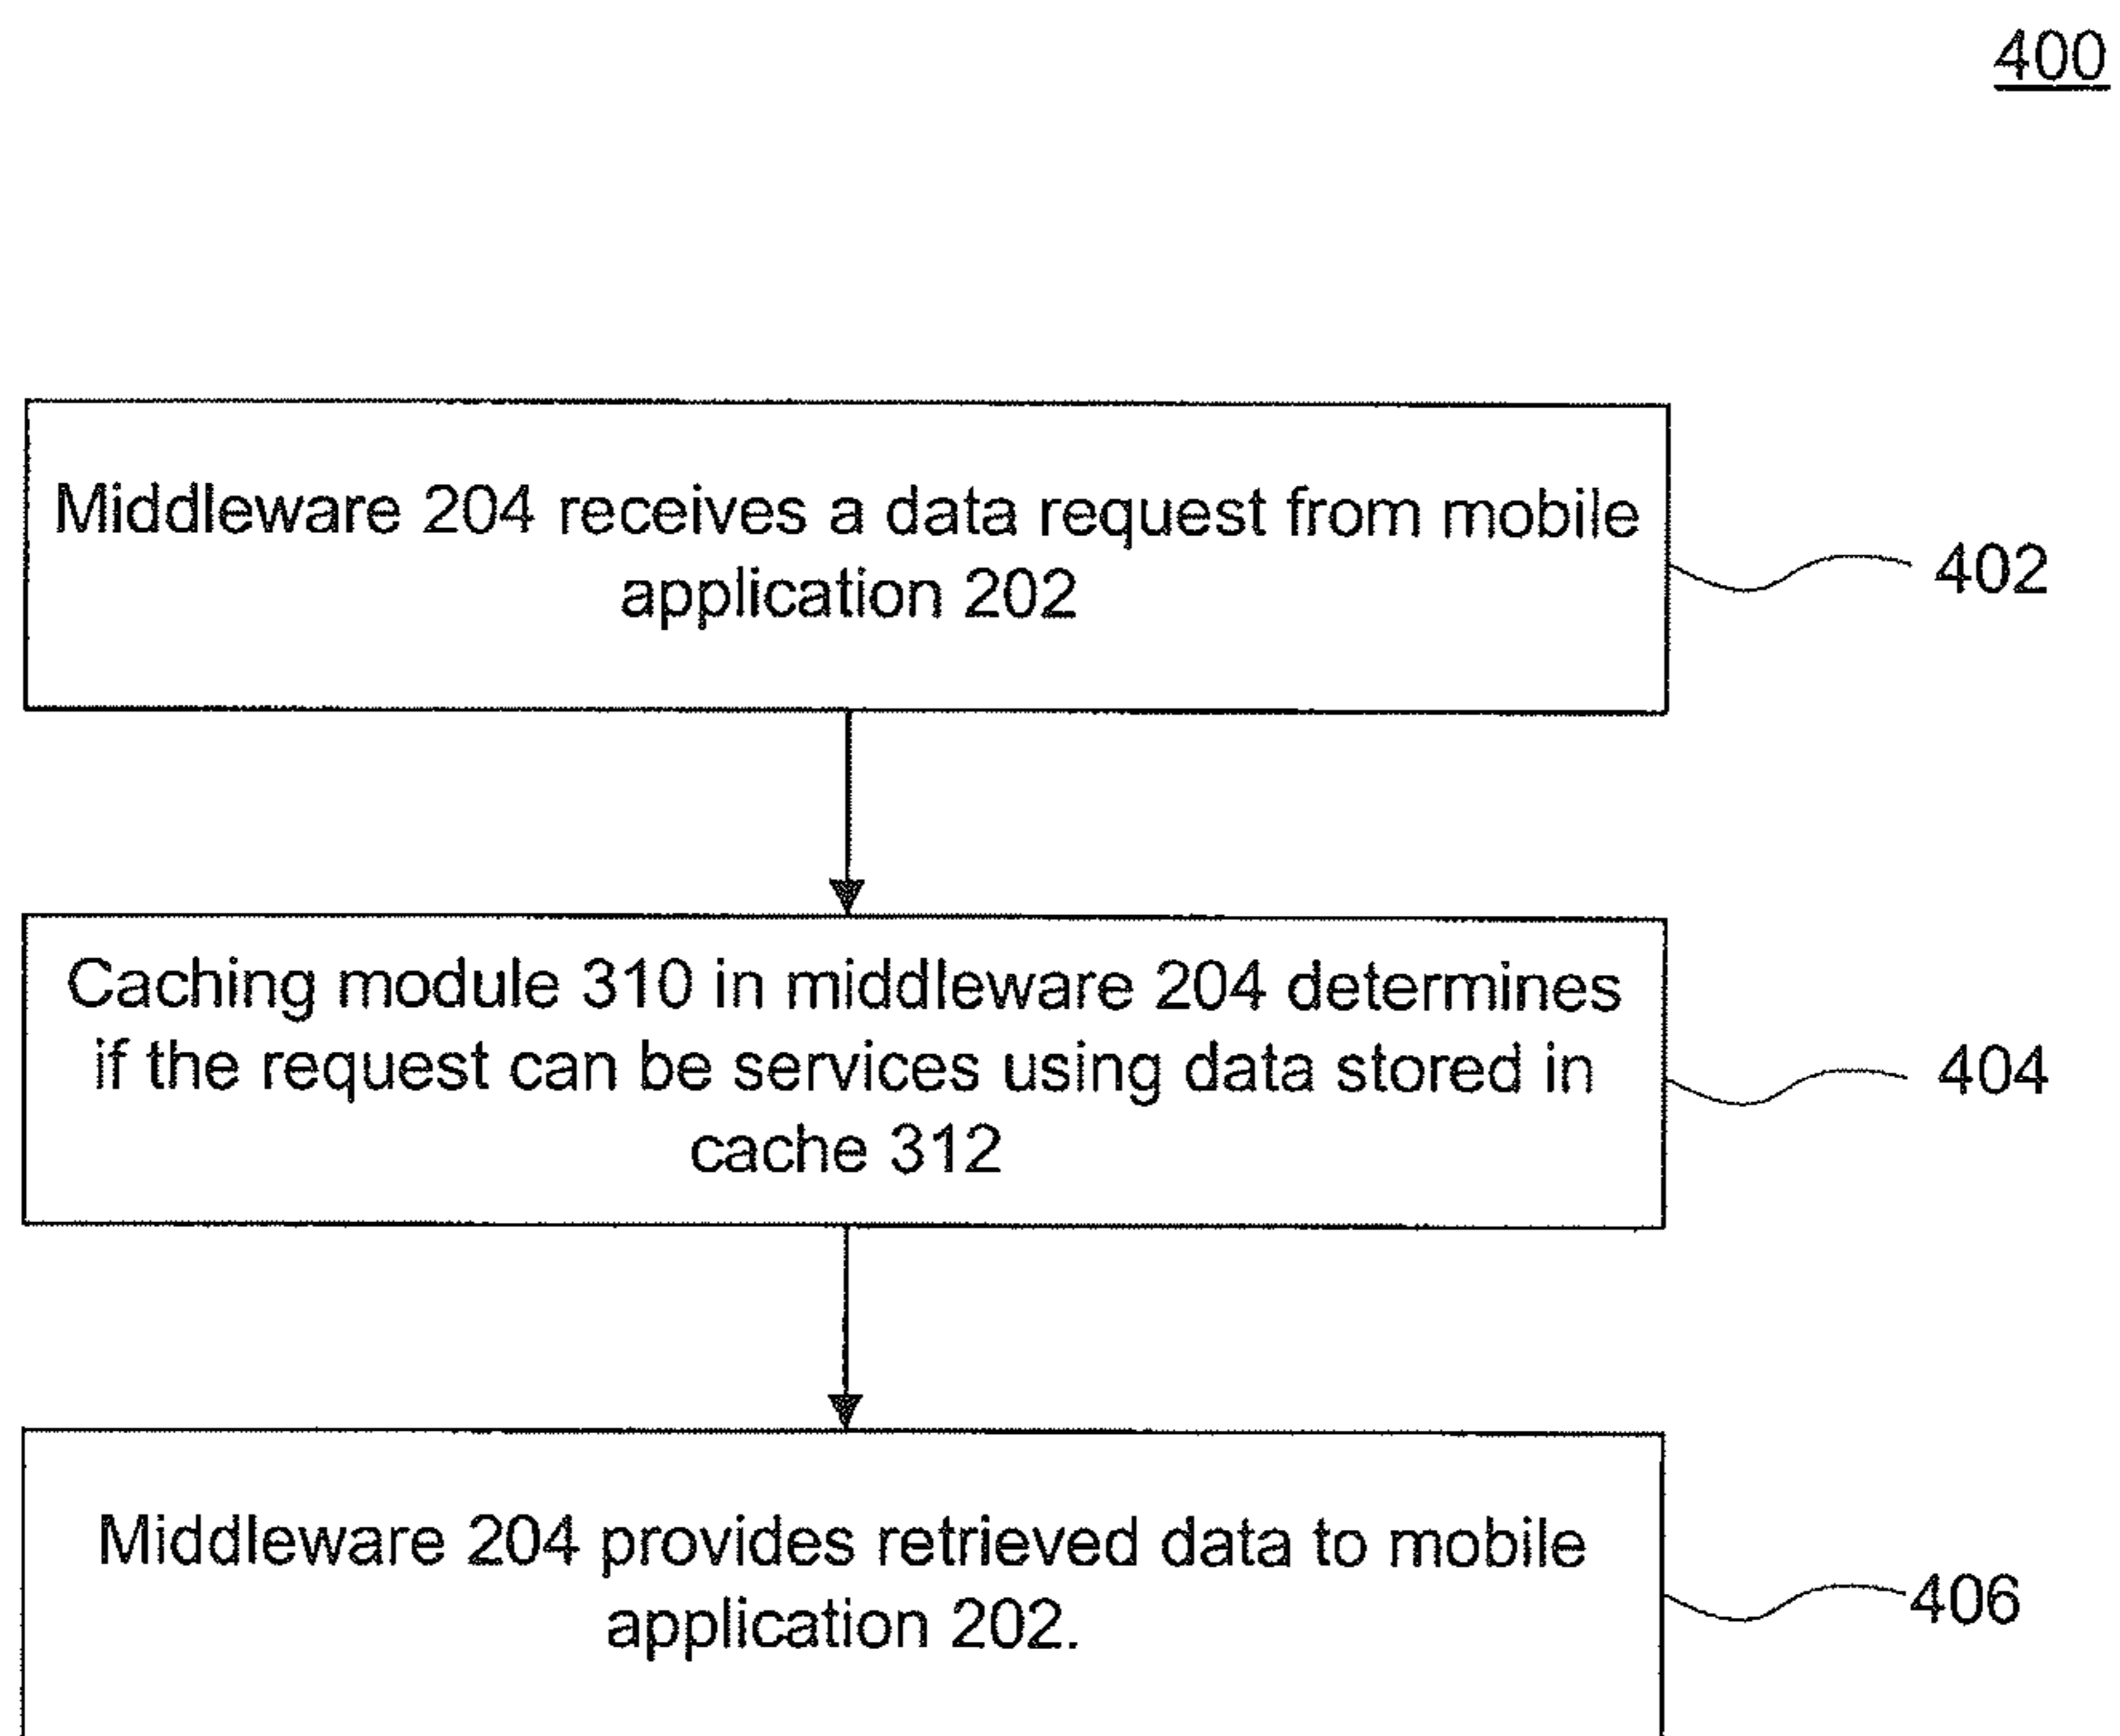 400
Middleware 204 receives a data request from mobile
application 202
402
Caching module 310 in middleware 204 determines
if the request can be services using data stored in
cache 312
404
Middleware 204 provides retrieved data to mobile
application 202.
406